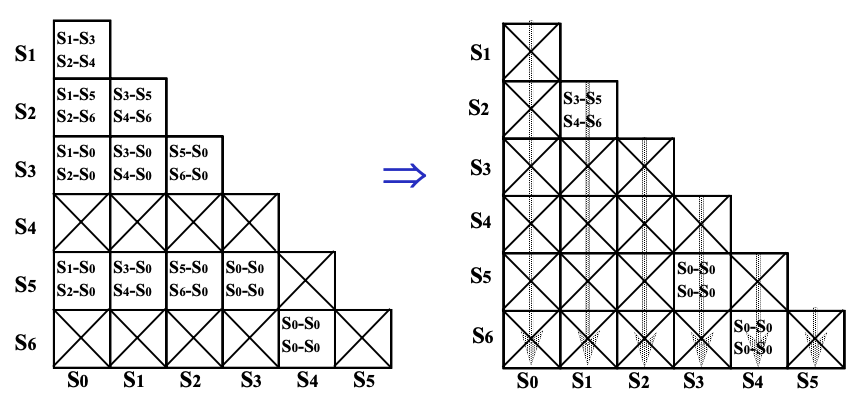 S1
S1-S3
S2-S4
S2
S1-S5 S3-S5
S2-S6 S4-S6
S3
S1-S0 S3-S0 S5-S0
S2-S0 S4-S0 S6-S0
S4
S5
S1-S0 S3-S0 S5-S0 S0-S0
S2-S0 S4-S0 S6-S0 S0-S0
S6
S0-S0
S0-S0
S0 S1 S2 S3 S4 S5
⇒
S1
S2
S3-S5
S4-S6
S3
S4
S5
S0-S0
S0-S0
S6
S0-S0
S0-S0
S0 S1 S2 S3 S4 S5